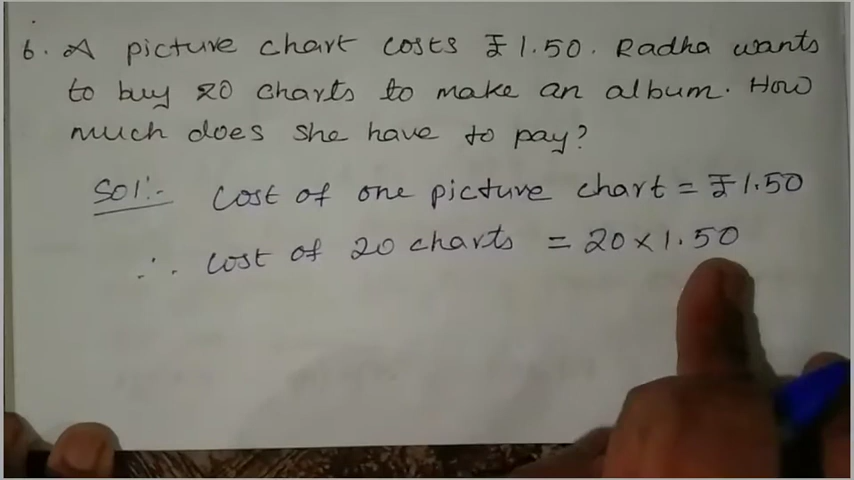 6. A picture chart costs ₹1.50. Radha wants
to buy 20 charts to make an album. How
much does she have to pay?
Sol:- Cost of one picture chart = ₹1.50
∴ Cost of 20 charts = 20 × 1.50